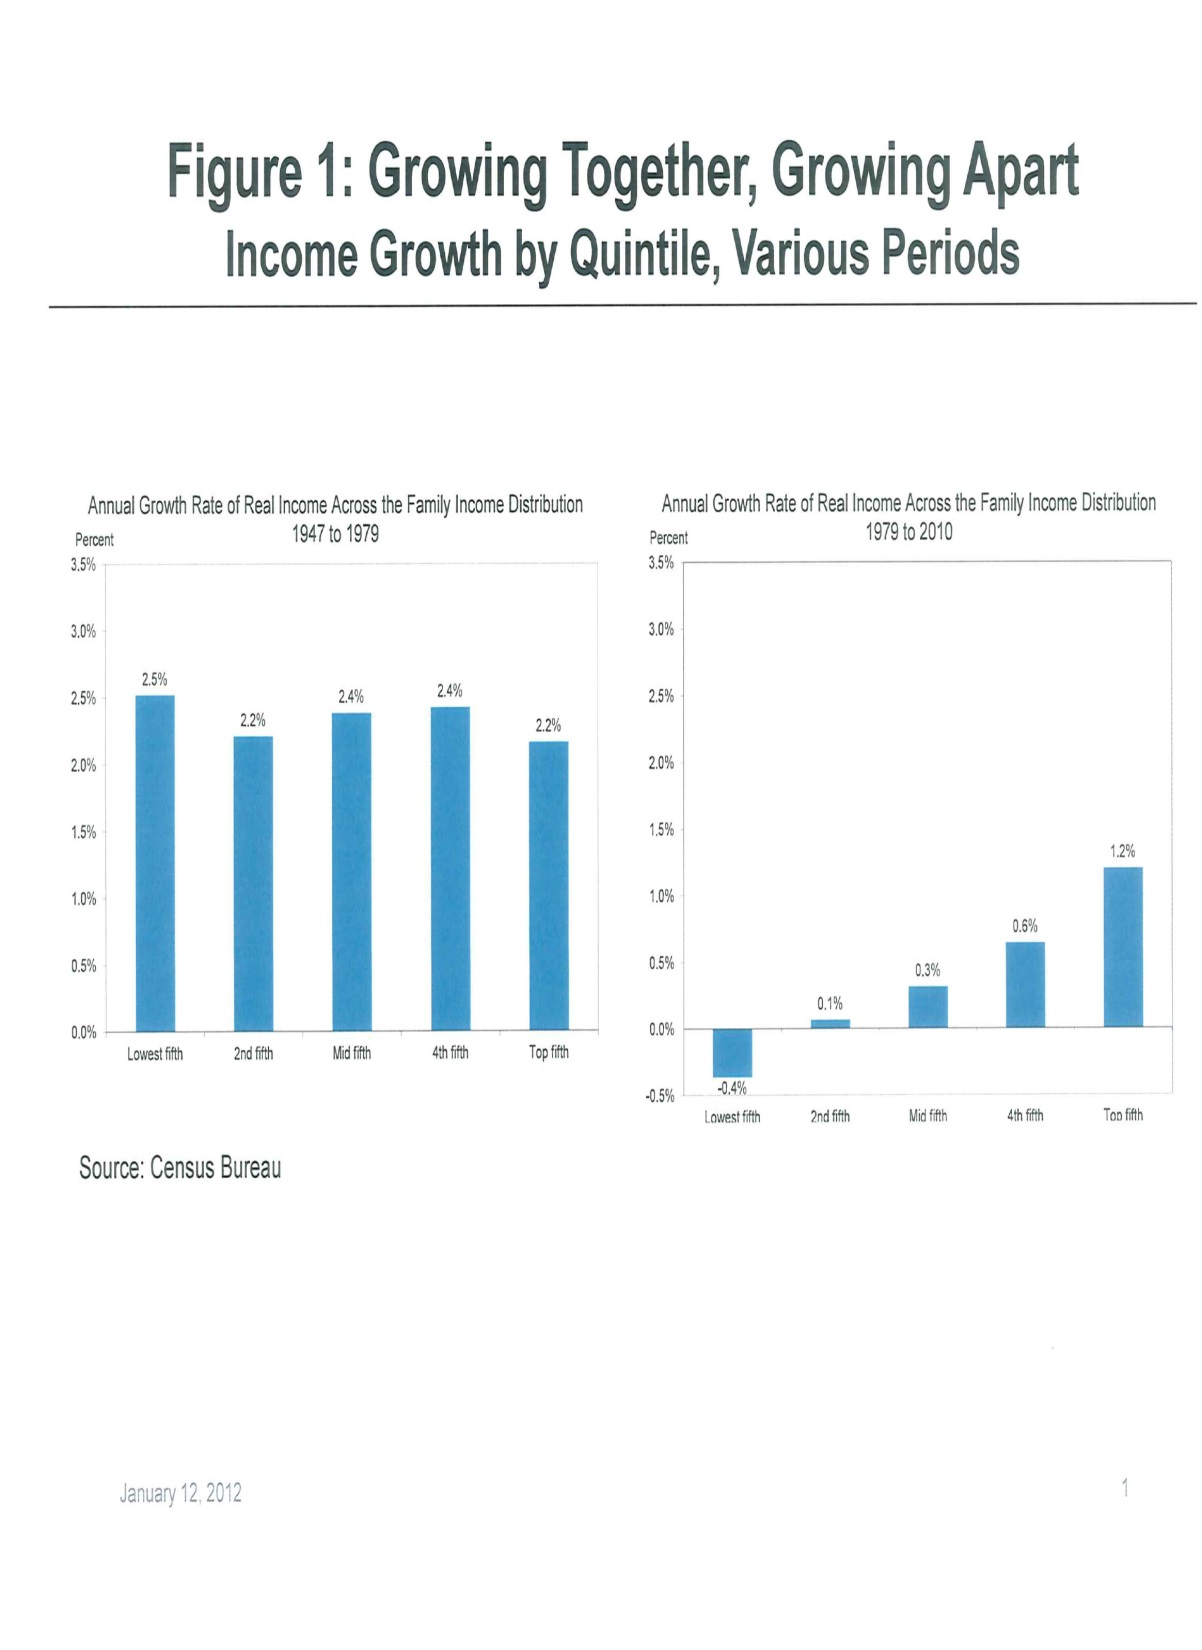 Figure 1: Growing Together, Growing Apart
Income Growth by Quintile, Various Periods
Annual Growth Rate of Real Income Across the Family Income Distribution
1947 to 1979
Percent
3.5%
3.0%
2.5%
2.0%
1.5%
1.0%
0.5%
0.0%
2.5%
2.2%
2.4%
2.4%
2.2%
Lowest fifth
2nd fifth
Mid fifth
4th fifth
Top fifth
Annual Growth Rate of Real Income Across the Family Income Distribution
1979 to 2010
Percent
3.5%
3.0%
2.5%
2.0%
1.5%
1.0%
0.5%
0.0%
-0.5%
-0.4%
0.1%
0.3%
0.6%
1.2%
Lowest fifth
2nd fifth
Mid fifth
4th fifth
Top fifth
Source: Census Bureau
January 12, 2012
1